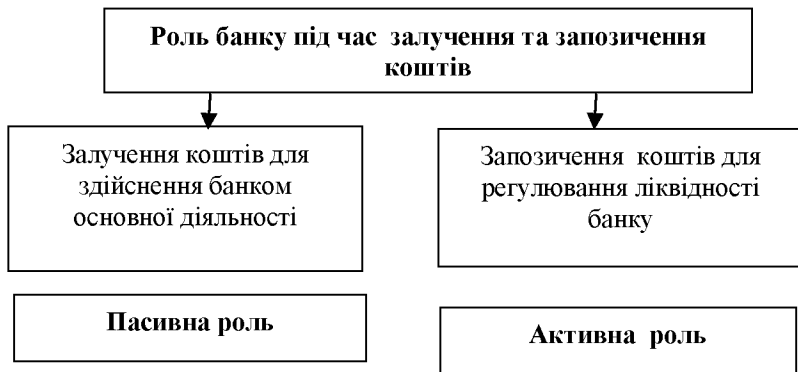 Роль банку під час залучення та запозичення
коштів
Залучення коштів для
здійснення банком
основної діяльності
Запозичення коштів для
регулювання ліквідності
банку
Пасивна роль
Активна роль